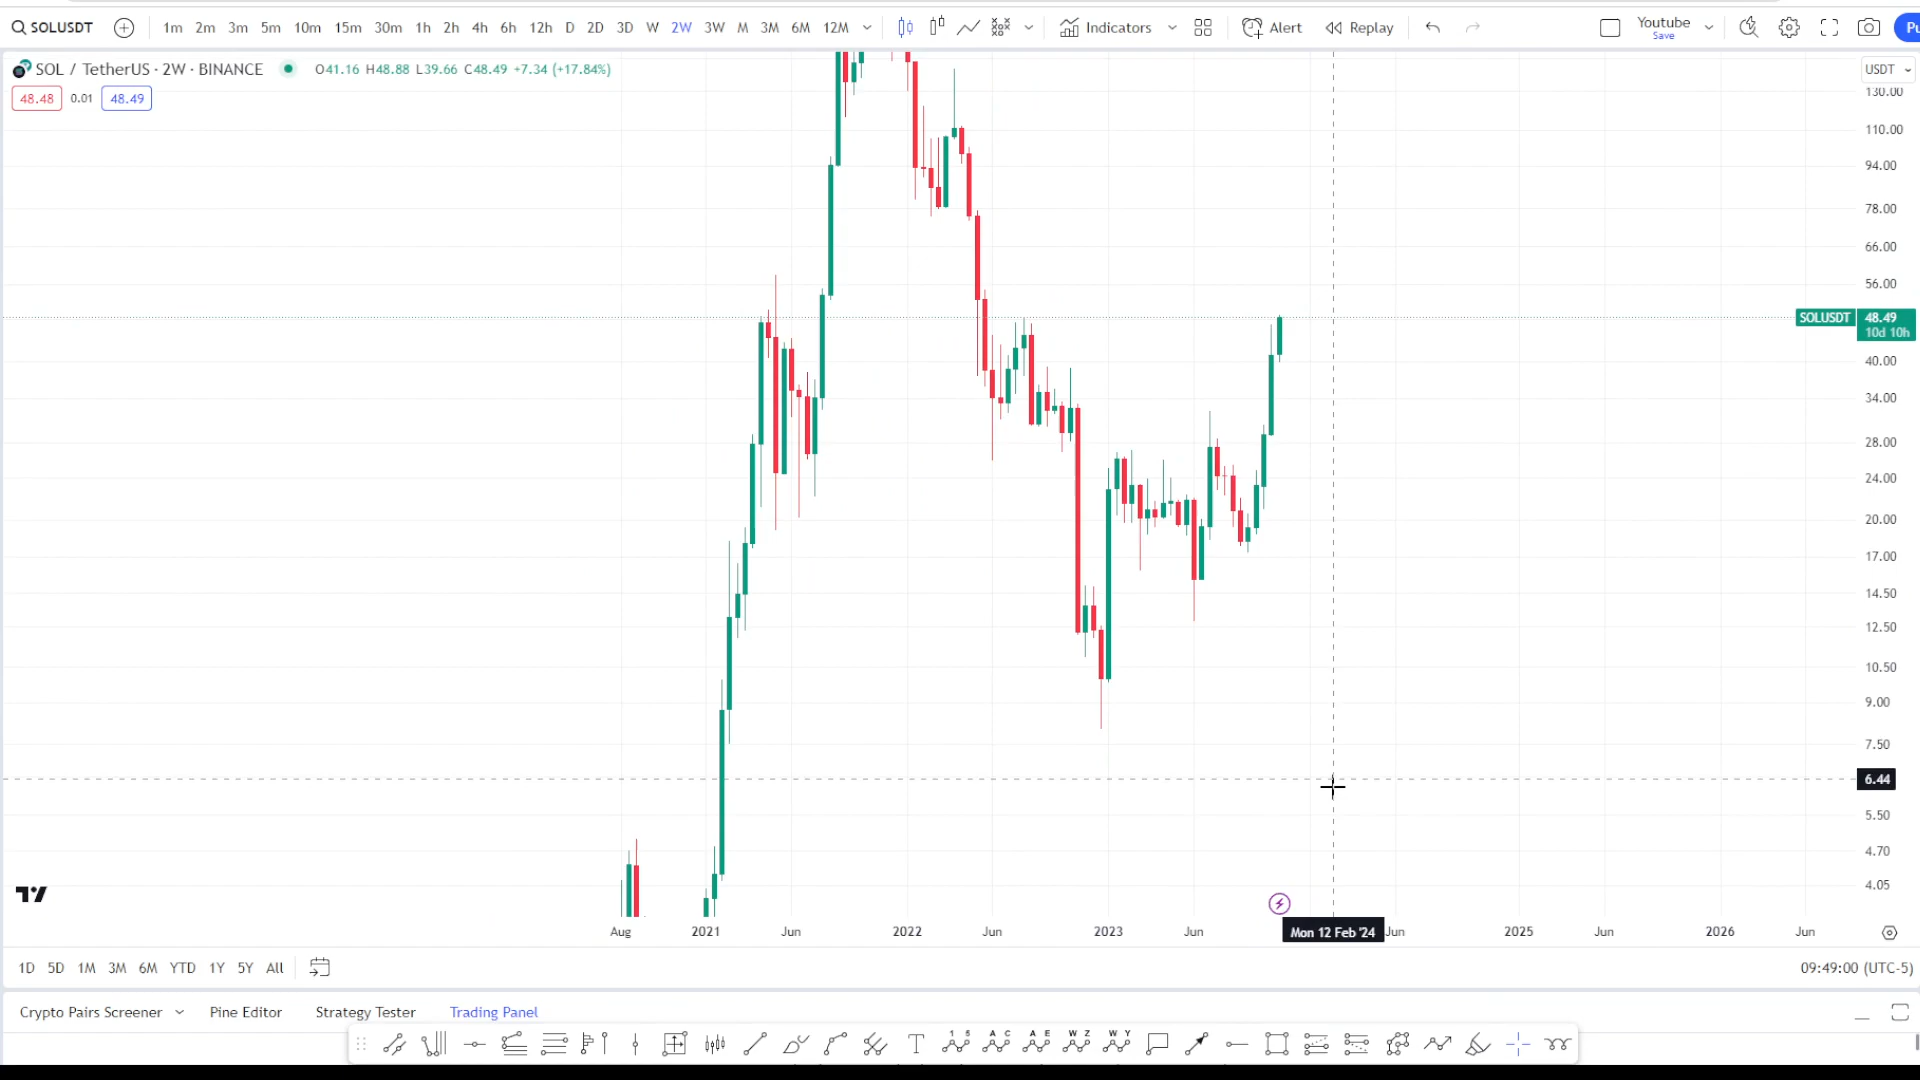 SOLUSDT 1m 2m 3m 5m 10m 15m 30m 1h 2h 4h 6h 12h D 2D 3D W 2W 3W M 3M 6M 12M Indicators Alert Replay Youtube
Save
SOL / TetherUS · 2W · BINANCE O41.16 H48.88 L39.66 C48.49 +7.34 (+17.84%) USDT
48.48 0.01 48.49
130.00
110.00
94.00
78.00
66.00
56.00
SOLUSDT 48.49
10d 10h
40.00
34.00
28.00
24.00
20.00
17.00
14.50
12.50
10.50
9.00
7.50
6.44
5.50
4.70
4.05
Aug 2021 Jun 2022 Jun 2023 Jun Mon 12 Feb '24 Jun 2025 Jun 2026 Jun
1D 5D 1M 3M 6M YTD 1Y 5Y All 09:49:00 (UTC-5)
Crypto Pairs Screener Pine Editor Strategy Tester Trading Panel
T 1 5 A C A E W Z W Y